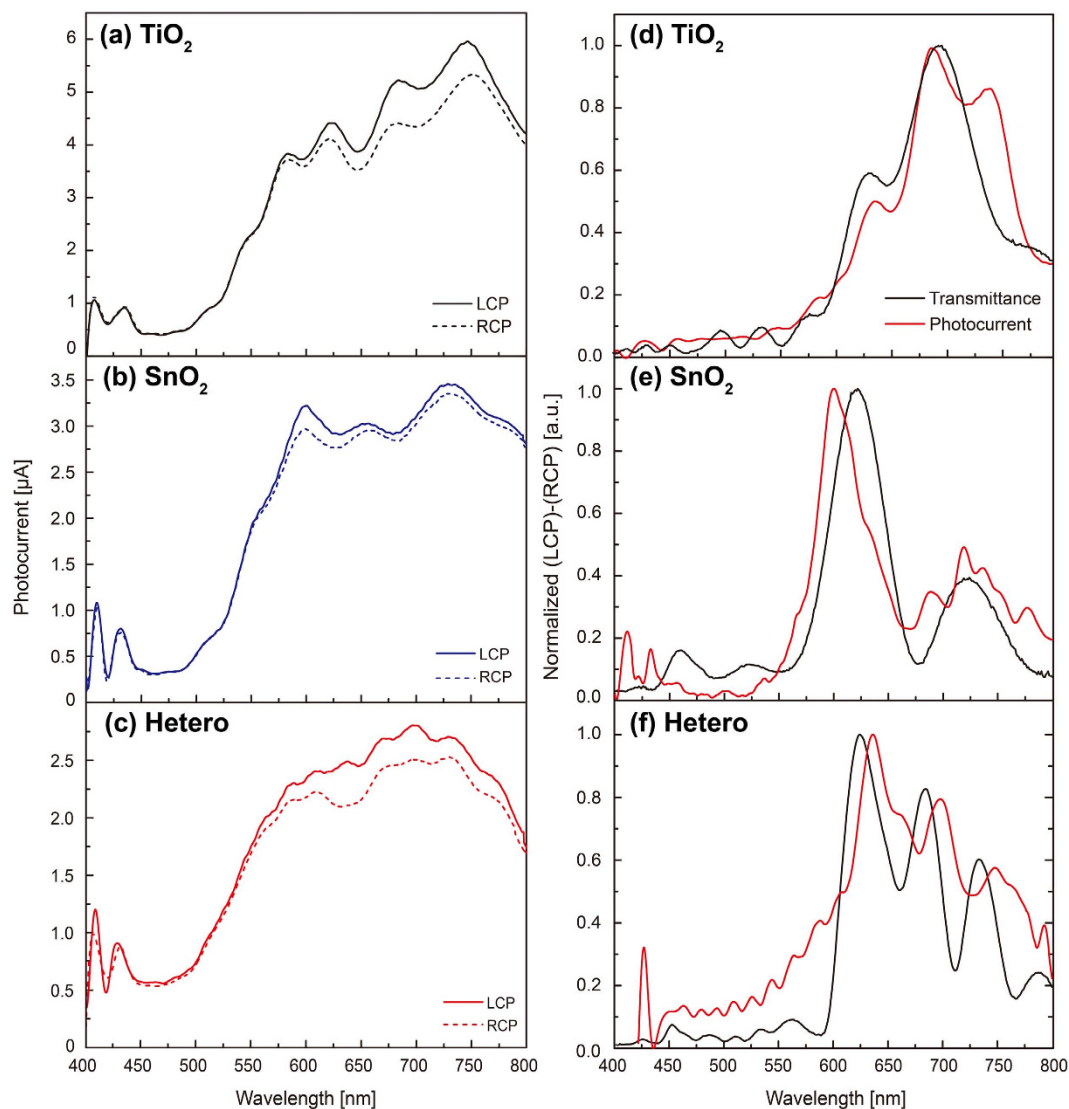 (a) TiO₂
6
5
4
3
2
1
0
LCP
RCP
(b) SnO₂
3.5
3.0
2.5
2.0
1.5
1.0
0.5
0
LCP
RCP
(c) Hetero
2.5
2.0
1.5
1.0
0.5
0
LCP
RCP
400 450 500 550 600 650 700 750 800
Wavelength [nm]
Photocurrent [µA]
(d) TiO₂
1.0
0.8
0.6
0.4
0.2
0.0
Transmittance
Photocurrent
(e) SnO₂
1.0
0.8
0.6
0.4
0.2
0.0
(f) Hetero
1.0
0.8
0.6
0.4
0.2
0.0
400 450 500 550 600 650 700 750 800
Wavelength [nm]
Normalized (LCP)-(RCP) [a.u.]